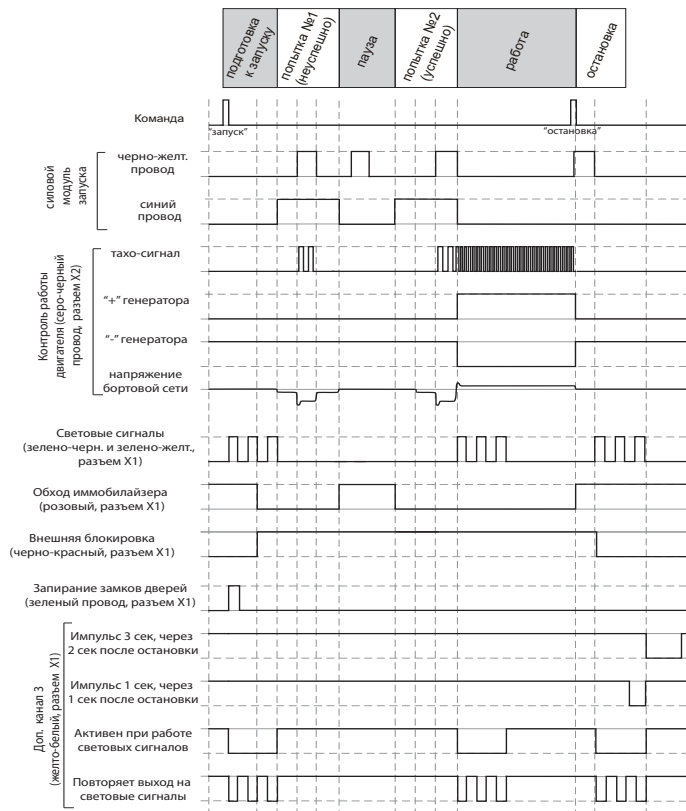 подготовка
к запуску
попытка №1
(неуспешно)
пауза
попытка №2
(успешно)
работа
остановка
Команда
"запуск"
"остановка"
силовой
модуль
запуска
черно-желт.
провод
синий
провод
Контроль работы
двигателя (серо-черный
провод, разъем X2)
тахо-сигнал
"+" генератора
"-" генератора
напряжение
бортовой сети
Световые сигналы
(зелено-черн. и зелено-желт.,
разъем X1)
Обход иммобилайзера
(розовый, разъем X1)
Внешняя блокировка
(черно-красный, разъем X1)
Запирание замков дверей
(зеленый провод, разъем X1)
Доп. канал 3
(желто-белый, разъем X1)
Импульс 3 сек, через
2 сек после остановки
Импульс 1 сек, через
1 сек после остановки
Активен при работе
световых сигналов
Повторяет выход на
световые сигналы